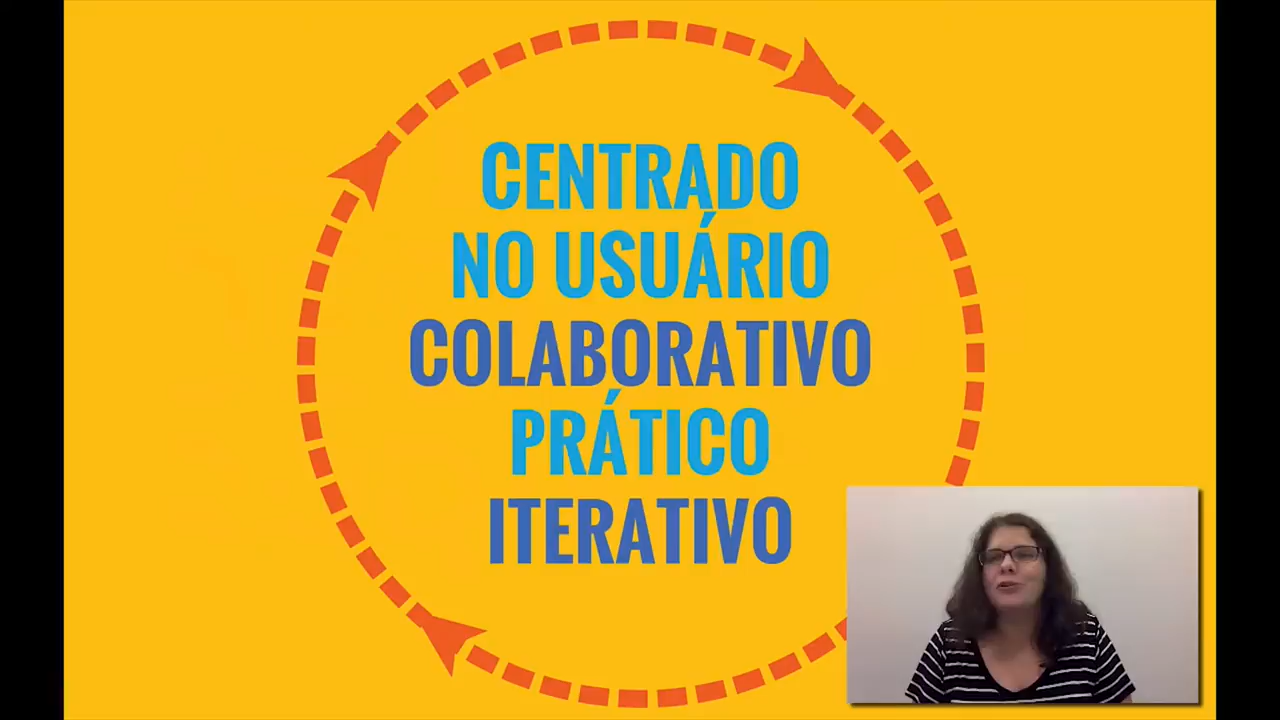 CENTRADO
NO USUÁRIO
COLABORATIVO
PRÁTICO
ITERATIVO